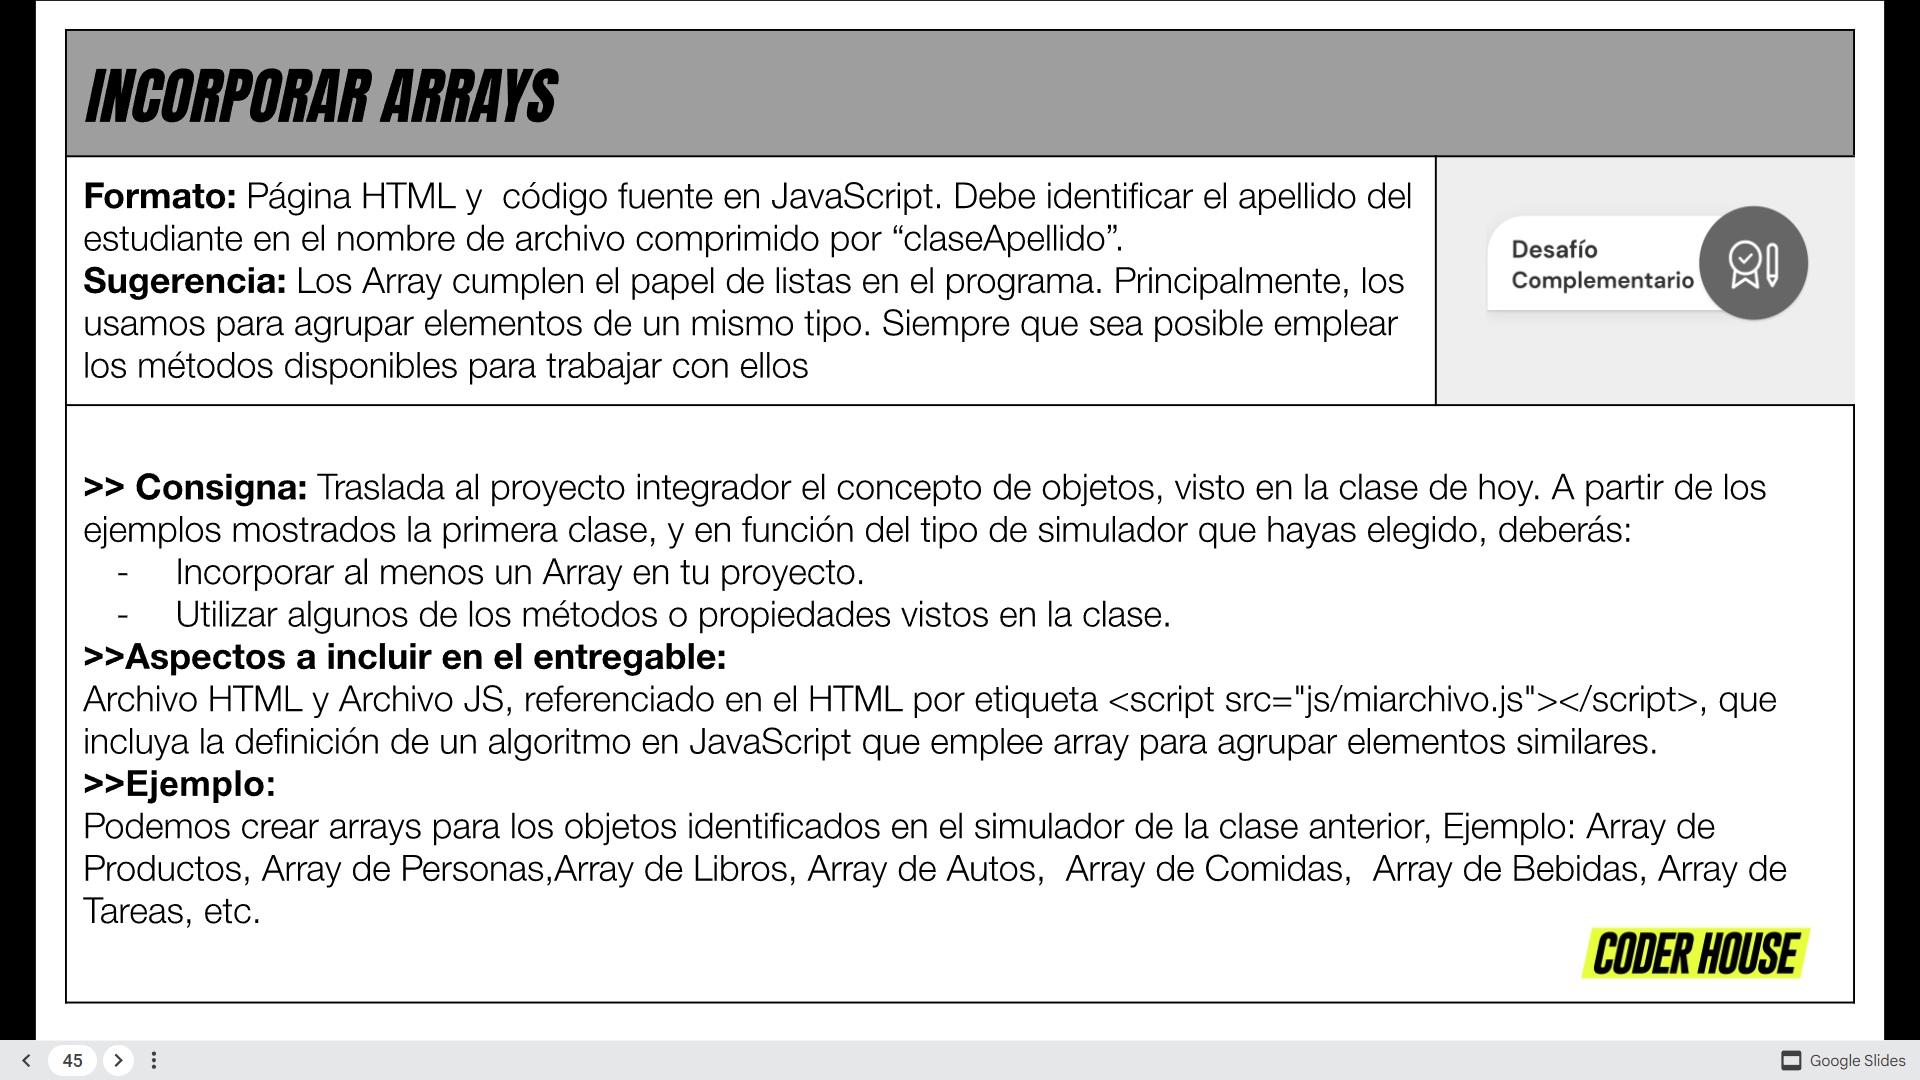 INCORPORAR ARRAYS
Formato: Página HTML y  código fuente en JavaScript. Debe identificar el apellido del
estudiante en el nombre de archivo comprimido por “claseApellido”.
Sugerencia: Los Array cumplen el papel de listas en el programa. Principalmente, los
usamos para agrupar elementos de un mismo tipo. Siempre que sea posible emplear
los métodos disponibles para trabajar con ellos
Desafío
Complementario
>> Consigna: Traslada al proyecto integrador el concepto de objetos, visto en la clase de hoy. A partir de los
ejemplos mostrados la primera clase, y en función del tipo de simulador que hayas elegido, deberás:
- Incorporar al menos un Array en tu proyecto.
- Utilizar algunos de los métodos o propiedades vistos en la clase.
>>Aspectos a incluir en el entregable:
Archivo HTML y Archivo JS, referenciado en el HTML por etiqueta <script src="js/miarchivo.js"></script>, que
incluya la definición de un algoritmo en JavaScript que emplee array para agrupar elementos similares.
>>Ejemplo:
Podemos crear arrays para los objetos identificados en el simulador de la clase anterior, Ejemplo: Array de
Productos, Array de Personas,Array de Libros, Array de Autos,  Array de Comidas,  Array de Bebidas, Array de
Tareas, etc.
CODER HOUSE
45
Google Slides